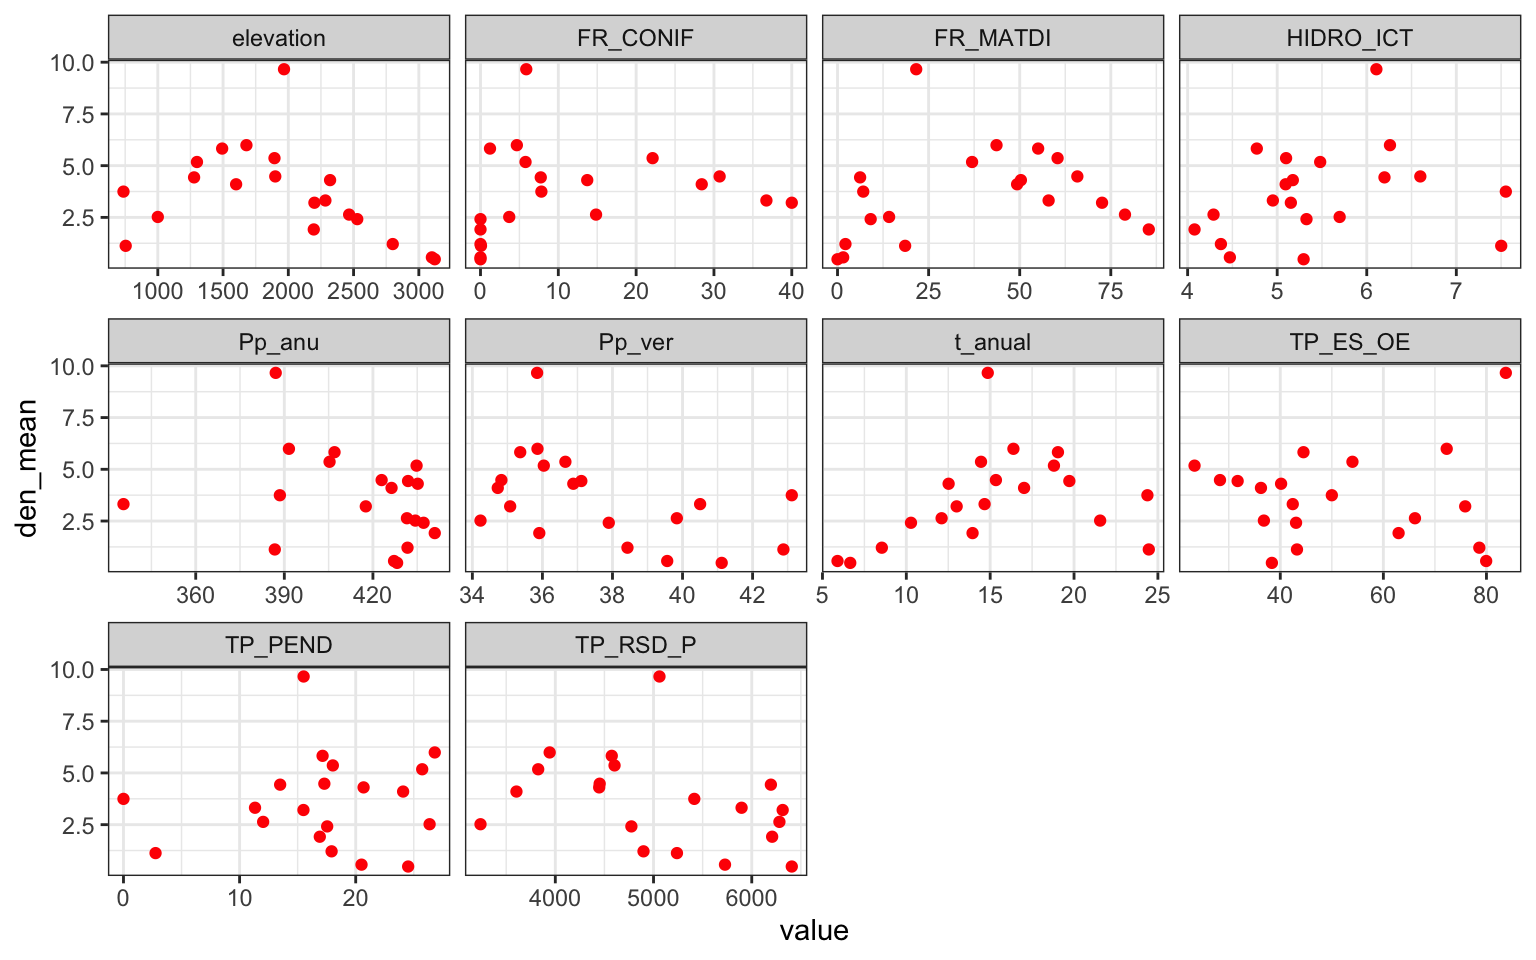 elevation FR_CONIF FR_MATDI HIDRO_ICT
10.0
7.5
5.0
2.5
1000 1500 2000 2500 3000 0 10 20 30 40 0 25 50 75 4 5 6 7
Pp_anu Pp_ver t_anual TP_ES_OE
10.0
7.5
5.0
2.5
den_mean
360 390 420 34 36 38 40 42 5 10 15 20 25 40 60 80
TP_PEND TP_RSD_P
10.0
7.5
5.0
2.5
0 10 20 4000 5000 6000
value